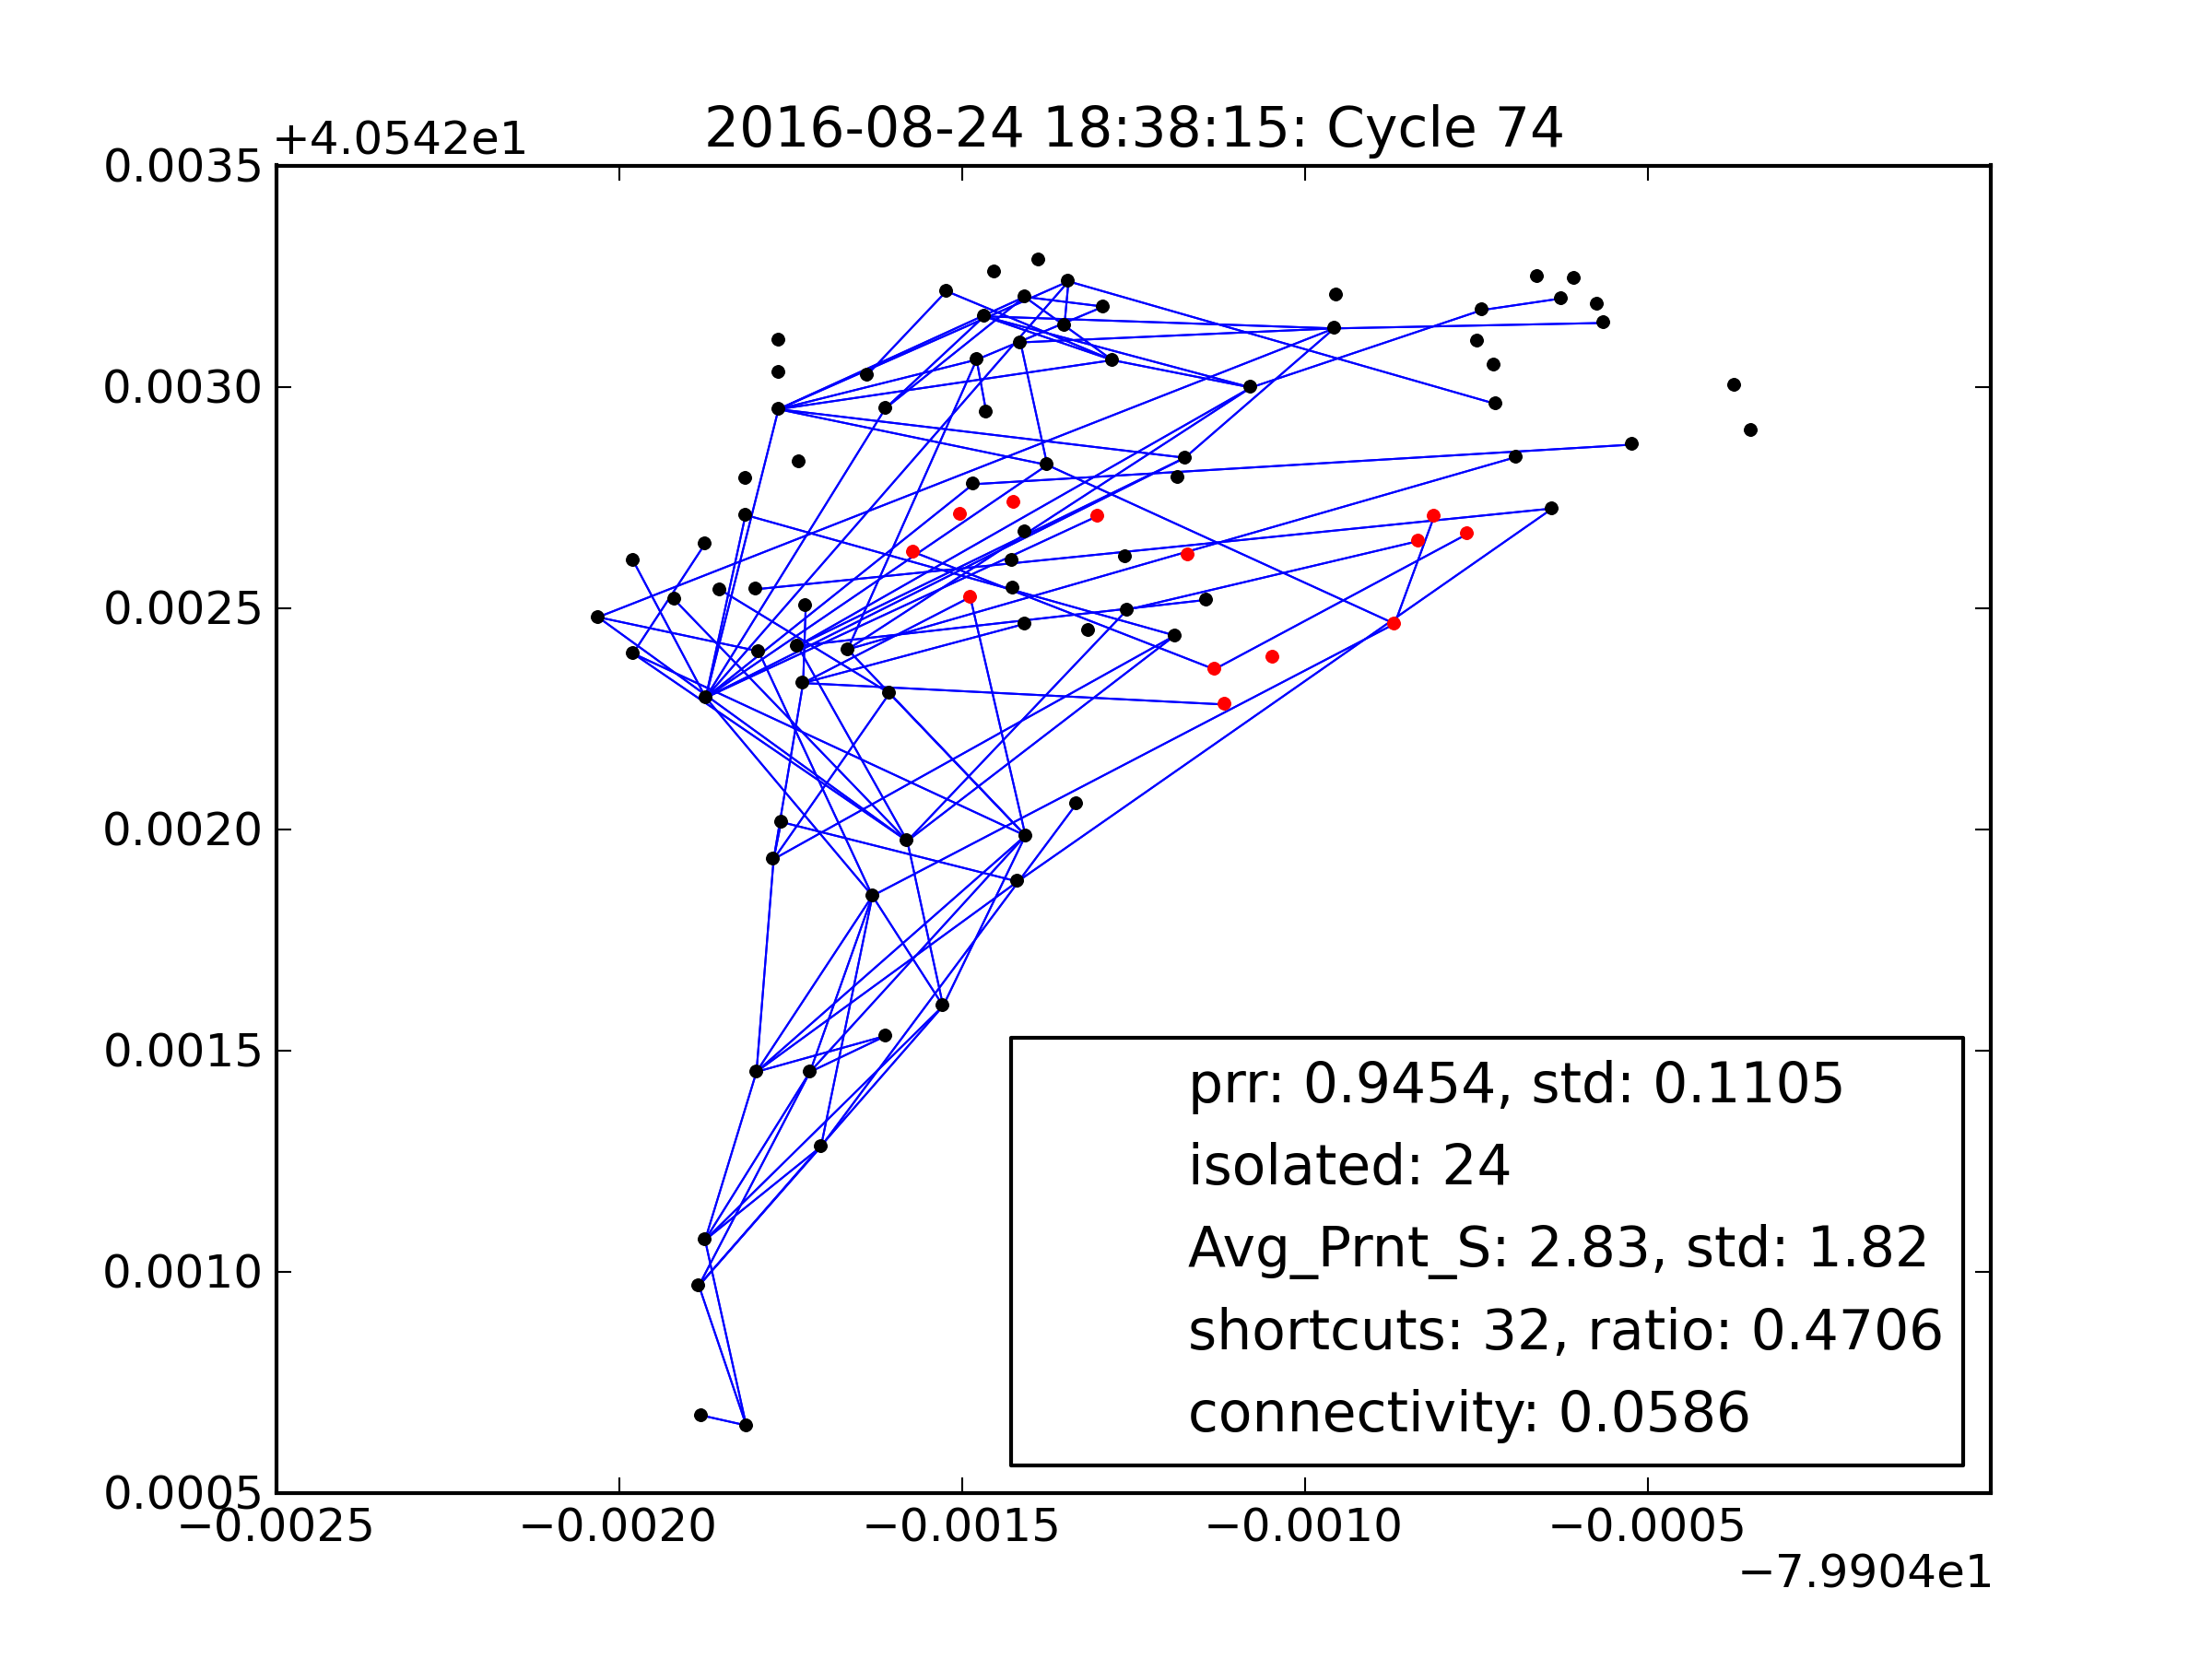 2016-08-24 18:38:15: Cycle 74
+4.0542e1
0.0035
0.0030
0.0025
0.0020
0.0015
0.0010
0.0005
prr: 0.9454, std: 0.1105
isolated: 24
Avg_Prnt_S: 2.83, std: 1.82
shortcuts: 32, ratio: 0.4706
connectivity: 0.0586
−0.0025 −0.0020 −0.0015 −0.0010 −0.0005
−7.9904e1